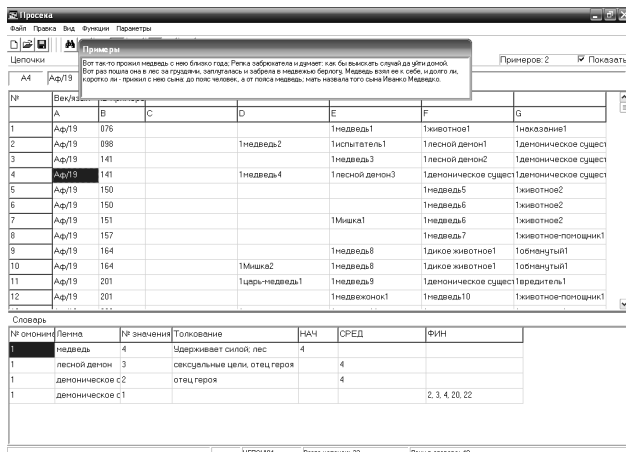 Просека
Файл Правка Вид Функции Параметры
Примеры
Вот так-то прожил медведь с нею близко года; Репка забрюхатела и думает: как бы выискать случай да уйти домой.
Вот раз пошла она в лес за груздями, заплуталась и забрела в медвежью берлогу. Медведь взял ее к себе, и долго ли,
коротко ли - прижил с нею сына: до пояс человек, а от пояса медведь; мать назвала того сына Иванко Медведко.
Цепочки Примеров: 2 Показать
A4 Аф/19
№ Век/язык
A B C D E F G
1 Аф/19 076 1медведь1 1животное1 1наказание1
2 Аф/19 098 1медведь2 1испытатель1 1лесной демон1 1демоническое сущест
3 Аф/19 141 1медведь3 1лесной демон2 1демоническое сущест
4 Аф/19 141 1медведь4 1лесной демон3 1демоническое сущест 1демоническое сущест
5 Аф/19 150 1медведь5 1животное2
6 Аф/19 150 1медведь6 1животное2
7 Аф/19 151 1Мишка1 1медведь6 1животное2
8 Аф/19 157 1медведь7 1животное-помощник1
9 Аф/19 164 1медведь8 1дикое животное1 1обманутый1
10 Аф/19 164 1Мишка2 1медведь8 1дикое животное1 1обманутый1
11 Аф/19 201 1царь-медведь1 1медведь9 1демоническое сущест 1вредитель1
12 Аф/19 201 1медвежонок1 1медведь10 1животное-помощник1
Словарь
№ омоним Лемма № значения Толкование НАЧ СРЕД ФИН
1 медведь 4 Удерживает силой; лес 4
1 лесной демон 3 сексуальные цели, отец героя 4
1 демоническое с 2 отец героя 4
1 демоническое с 1 2, 3, 4, 20, 22